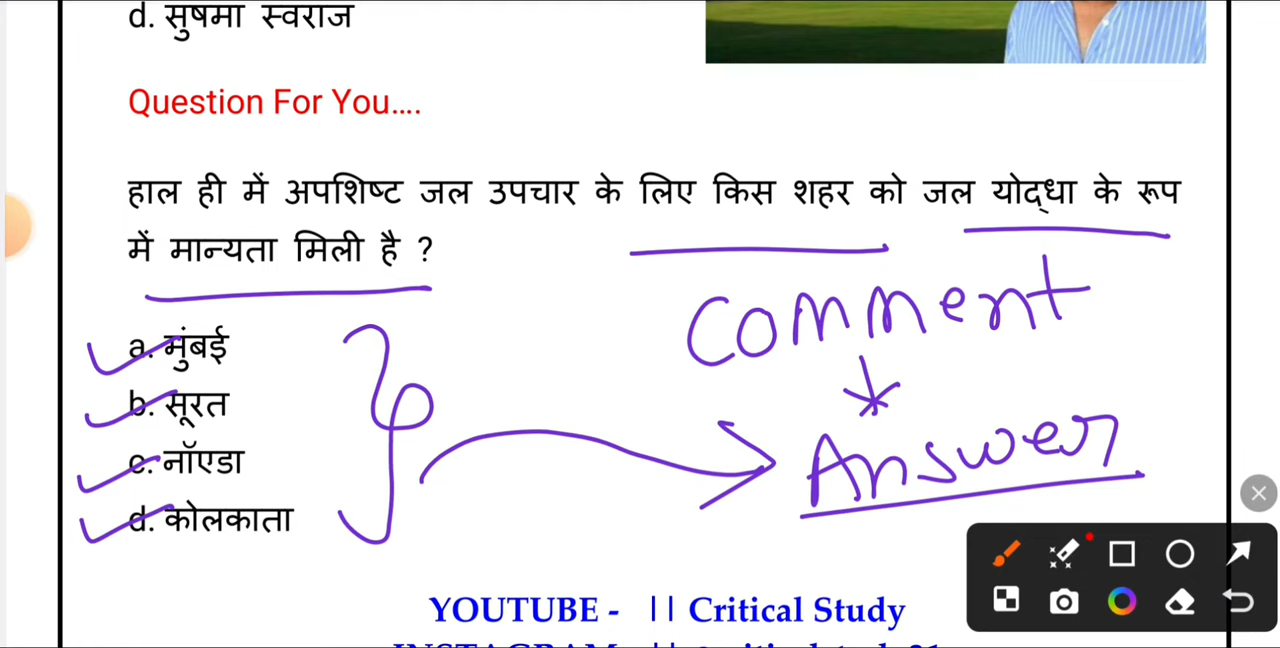 d. सुषमा स्वराज
Question For You....
हाल ही में अपशिष्ट जल उपचार के लिए किस शहर को जल योद्धा के रूप
में मान्यता मिली है ?
Comment
a. मुंबई
b. सूरत
c. नॉएडा
d. कोलकाता
*
Answer
YOUTUBE - || Critical Study